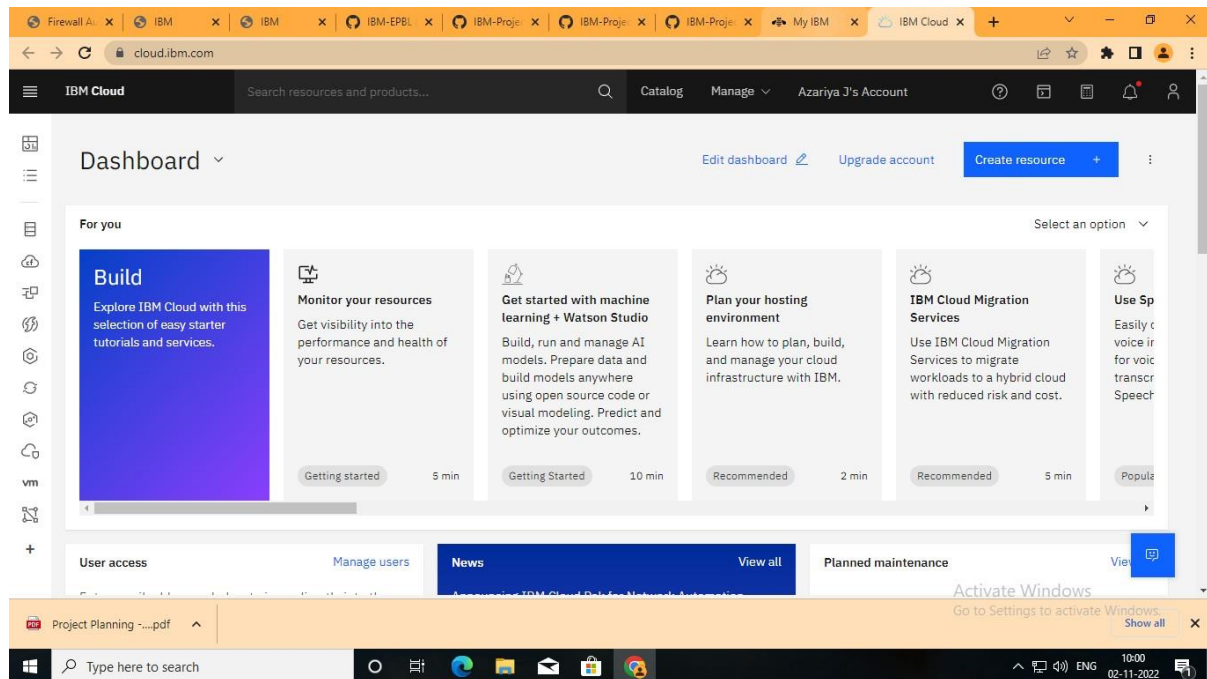 Firewall Au
IBM
IBM
IBM-EPBL
IBM-Projec
IBM-Projec
IBM-Projec
My IBM
IBM Cloud
cloud.ibm.com
IBM Cloud
Search resources and products...
Catalog
Manage
Azariya J's Account
Dashboard
Edit dashboard
Upgrade account
Create resource +
For you
Select an option
Build
Explore IBM Cloud with this
selection of easy starter
tutorials and services.
Monitor your resources
Get visibility into the
performance and health of
your resources.
Getting started
5 min
Get started with machine
learning + Watson Studio
Build, run and manage AI
models. Prepare data and
build models anywhere
using open source code or
visual modeling. Predict and
optimize your outcomes.
Getting Started
10 min
Plan your hosting
environment
Learn how to plan, build,
and manage your cloud
infrastructure with IBM.
Recommended
2 min
IBM Cloud Migration
Services
Use IBM Cloud Migration
Services to migrate
workloads to a hybrid cloud
with reduced risk and cost.
Recommended
5 min
Use Sp
Easily
voice
for voic
transcr
Speech
Popula
vm
User access
Manage users
News
View all
Planned maintenance
Activate Windows
Go to Settings to activate Windows.
PDF
Project Planning -....pdf
Show all
Type here to search
ENG
10:00
02-11-2022